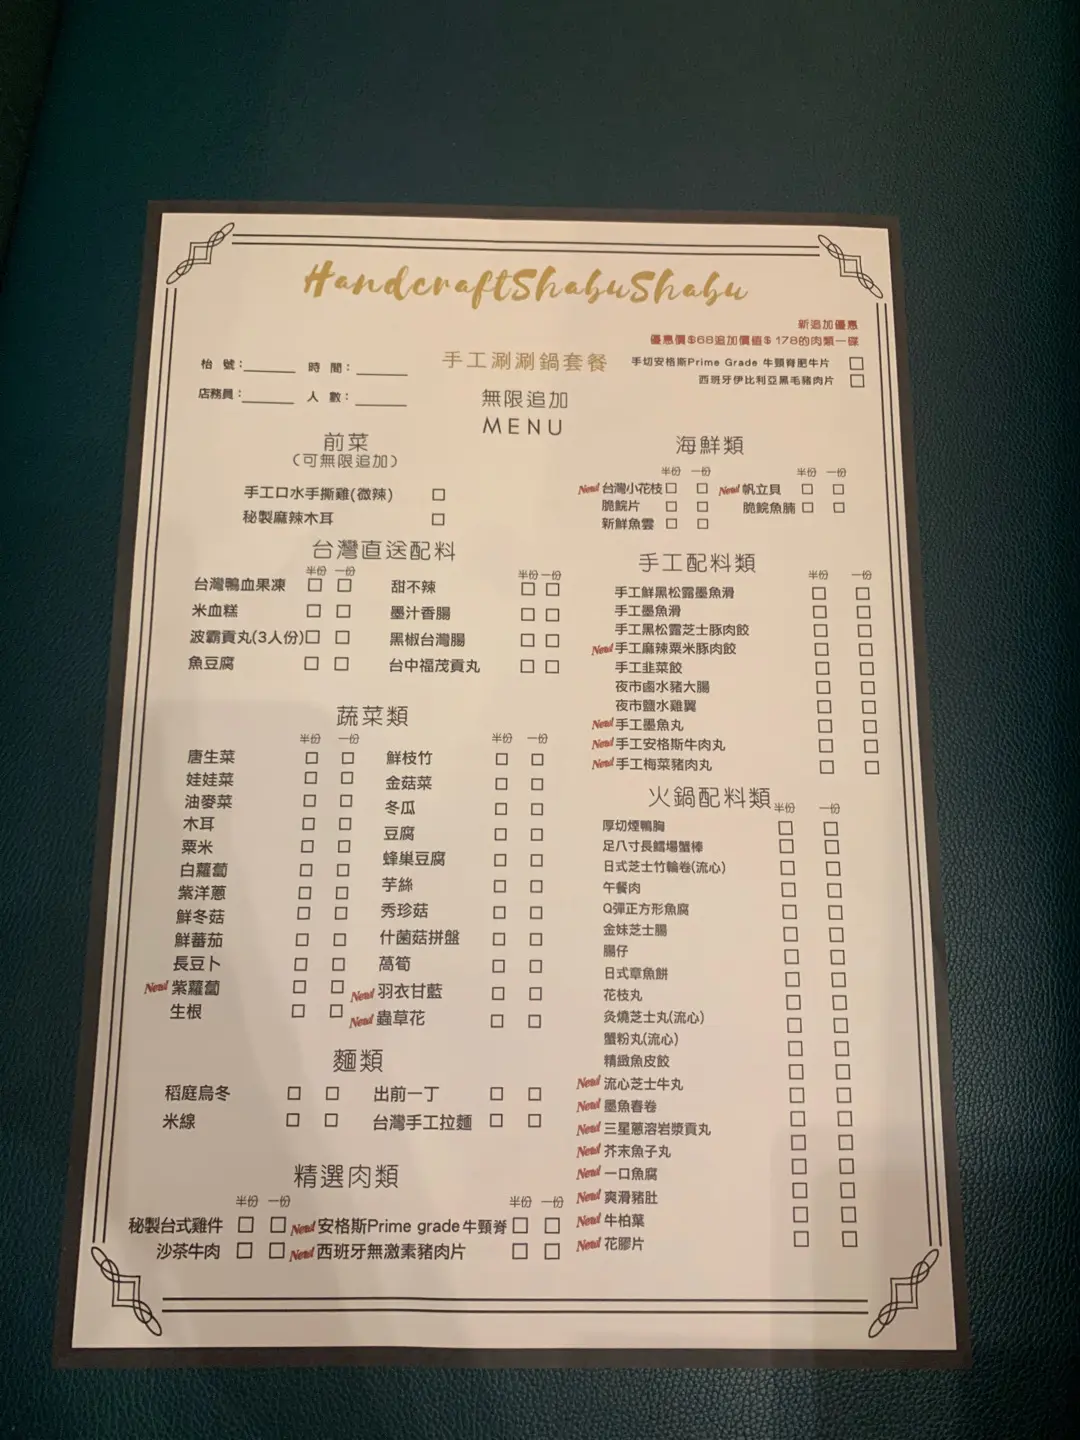 HandcraftShabuShabu
新追加優惠
優惠價$68追加價值$ 178的肉類一碟
手切安格斯Prime Grade 牛頸脊肥牛片
西班牙伊比利亞黑毛豬肉片
枱 號：
時 間：
店務員：
人 數：
手工涮涮鍋套餐
無限追加
MENU
前菜
（可無限追加）
手工口水手撕雞(微辣)
秘製麻辣木耳
台灣直送配料
半份 一份
半份 一份
台灣鴨血果凍
甜不辣
米血糕
墨汁香腸
波霸貢丸(3人份)
黑椒台灣腸
魚豆腐
台中福茂貢丸
蔬菜類
半份 一份
半份 一份
唐生菜
娃娃菜
油麥菜
木耳
粟米
白蘿蔔
紫洋蔥
鮮冬菇
鮮蕃茄
長豆卜
New! 紫蘿蔔
生根
鮮枝竹
金菇菜
冬瓜
豆腐
蜂巢豆腐
芋絲
秀珍菇
什菌菇拼盤
萵筍
New! 羽衣甘藍
New! 蟲草花
麵類
稻庭烏冬
出前一丁
米線
台灣手工拉麵
精選肉類
半份 一份
半份 一份
秘製台式雞件
New! 安格斯Prime grade牛頸脊
沙茶牛肉
New! 西班牙無激素豬肉片
海鮮類
半份 一份
半份 一份
New! 台灣小花枝
New! 帆立貝
脆鯇片
脆鯇魚腩
新鮮魚雲
手工配料類
半份 一份
手工鮮黑松露墨魚滑
手工墨魚滑
手工黑松露芝士豚肉餃
New! 手工麻辣粟米豚肉餃
手工韭菜餃
夜市鹵水豬大腸
夜市鹽水雞翼
New! 手工墨魚丸
New! 手工安格斯牛肉丸
New! 手工梅菜豬肉丸
火鍋配料類
半份 一份
厚切煙鴨胸
足八寸長鱈場蟹棒
日式芝士竹輪卷(流心)
午餐肉
Q彈正方形魚腐
金妹芝士腸
腸仔
日式章魚餅
花枝丸
灸燒芝士丸(流心)
蟹粉丸(流心)
精緻魚皮餃
New! 流心芝士牛丸
New! 墨魚春卷
New! 三星蔥溶岩漿貢丸
New! 芥末魚子丸
New! 一口魚腐
New! 爽滑豬肚
New! 牛柏葉
New! 花膠片